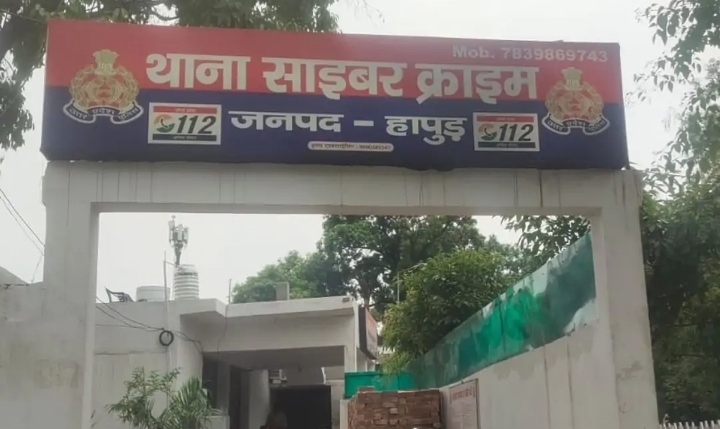 Mob. 7839869743
थाना साइबर क्राइम
112 जनपद - हापुड़ 112